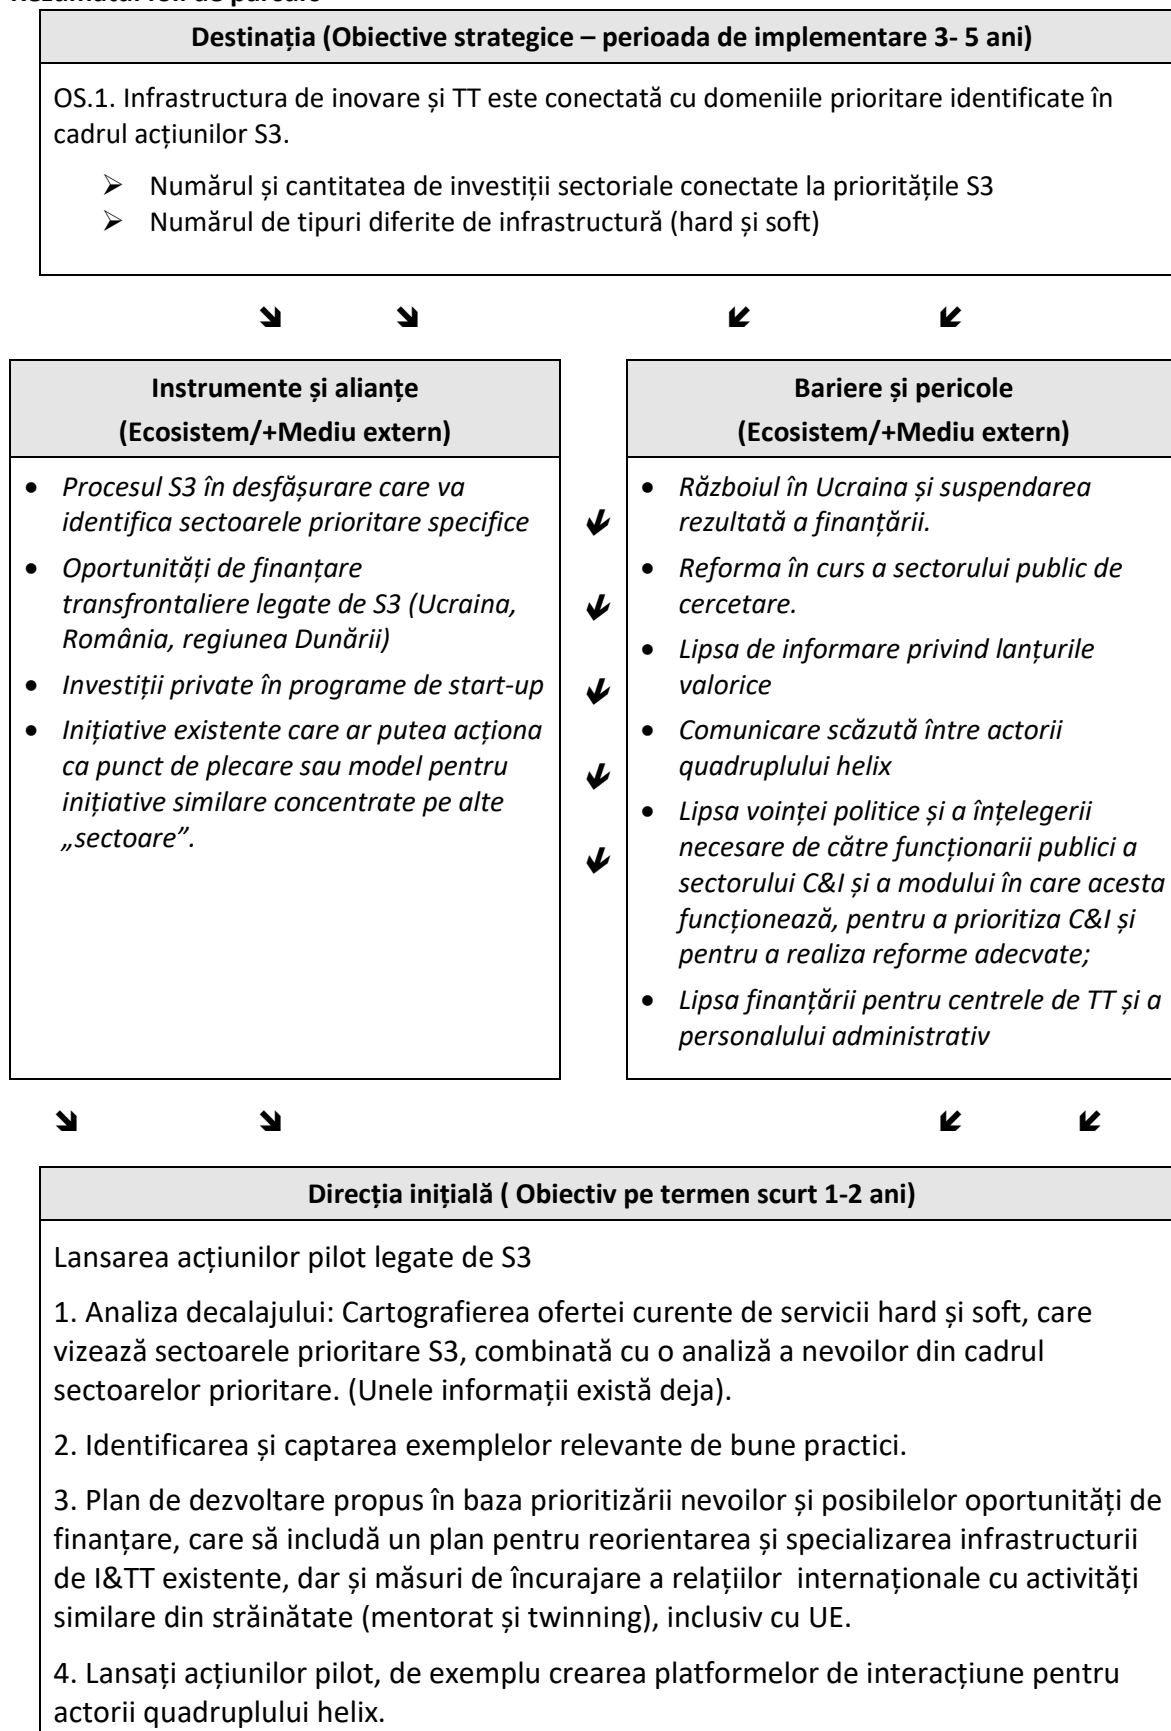 Rezumatul foii de parcurs
Destinația (Obiective strategice – perioada de implementare 3- 5 ani)
OS.1. Infrastructura de inovare și TT este conectată cu domeniile prioritare identificate în
cadrul acțiunilor S3.
➢ Numărul și cantitatea de investiții sectoriale conectate la prioritățile S3
➢ Numărul de tipuri diferite de infrastructură (hard și soft)
Instrumente și alianțe
(Ecosistem/+Mediu extern)
• Procesul S3 în desfășurare care va
identifica sectoarele prioritare specifice
• Oportunități de finanțare
transfrontaliere legate de S3 (Ucraina,
România, regiunea Dunării)
• Investiții private în programe de start-up
• Inițiative existente care ar putea acționa
ca punct de plecare sau model pentru
inițiative similare concentrate pe alte
„sectoare”.
Bariere și pericole
(Ecosistem/+Mediu extern)
• Războiul în Ucraina și suspendarea
rezultată a finanțării.
• Reforma în curs a sectorului public de
cercetare.
• Lipsa de informare privind lanțurile
valorice
• Comunicare scăzută între actorii
quadruplului helix
• Lipsa voinței politice și a înțelegerii
necesare de către funcționarii publici a
sectorului C&I și a modului în care acesta
funcționează, pentru a prioritiza C&I și
pentru a realiza reforme adecvate;
• Lipsa finanțării pentru centrele de TT și a
personalului administrativ
Direcția inițială ( Obiectiv pe termen scurt 1-2 ani)
Lansarea acțiunilor pilot legate de S3
1. Analiza decalajului: Cartografierea ofertei curente de servicii hard și soft, care
vizează sectoarele prioritare S3, combinată cu o analiză a nevoilor din cadrul
sectoarelor prioritare. (Unele informații există deja).
2. Identificarea și captarea exemplelor relevante de bune practici.
3. Plan de dezvoltare propus în baza prioritizării nevoilor și posibilelor oportunități de
finanțare, care să includă un plan pentru reorientarea și specializarea infrastructurii
de I&TT existente, dar și măsuri de încurajare a relațiilor internaționale cu activități
similare din străinătate (mentorat și twinning), inclusiv cu UE.
4. Lansați acțiunilor pilot, de exemplu crearea platformelor de interacțiune pentru
actorii quadruplului helix.